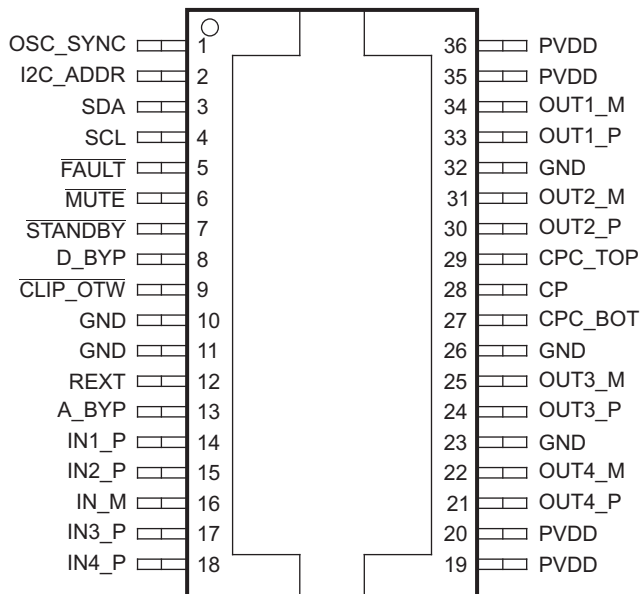 OSC_SYNC 1 36 PVDD
I2C_ADDR 2 35 PVDD
SDA 3 34 OUT1_M
SCL 4 33 OUT1_P
FAULT 5 32 GND
MUTE 6 31 OUT2_M
STANDBY 7 30 OUT2_P
D_BYP 8 29 CPC_TOP
CLIP_OTW 9 28 CP
GND 10 27 CPC_BOT
GND 11 26 GND
REXT 12 25 OUT3_M
A_BYP 13 24 OUT3_P
IN1_P 14 23 GND
IN2_P 15 22 OUT4_M
IN_M 16 21 OUT4_P
IN3_P 17 20 PVDD
IN4_P 18 19 PVDD